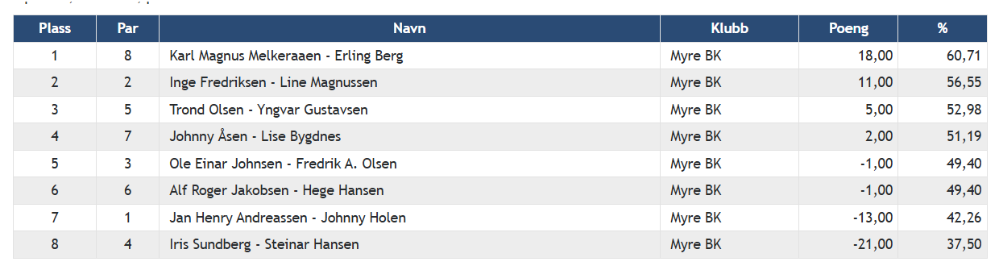 Plass Par Navn Klubb Poeng %
1 8 Karl Magnus Melkeraaen - Erling Berg Myre BK 18,00 60,71
2 2 Inge Fredriksen - Line Magnussen Myre BK 11,00 56,55
3 5 Trond Olsen - Yngvar Gustavsen Myre BK 5,00 52,98
4 7 Johnny Åsen - Lise Bygdnes Myre BK 2,00 51,19
5 3 Ole Einar Johnsen - Fredrik A. Olsen Myre BK -1,00 49,40
6 6 Alf Roger Jakobsen - Hege Hansen Myre BK -1,00 49,40
7 1 Jan Henry Andreassen - Johnny Holen Myre BK -13,00 42,26
8 4 Iris Sundberg - Steinar Hansen Myre BK -21,00 37,50